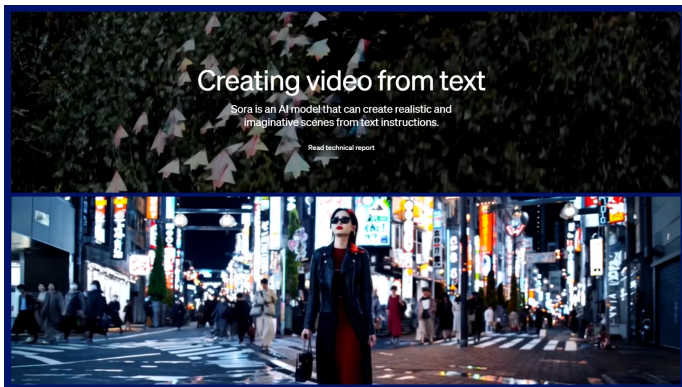 Creating video from text
Sora is an AI model that can create realistic and
imaginative scenes from text instructions.
Read technical report